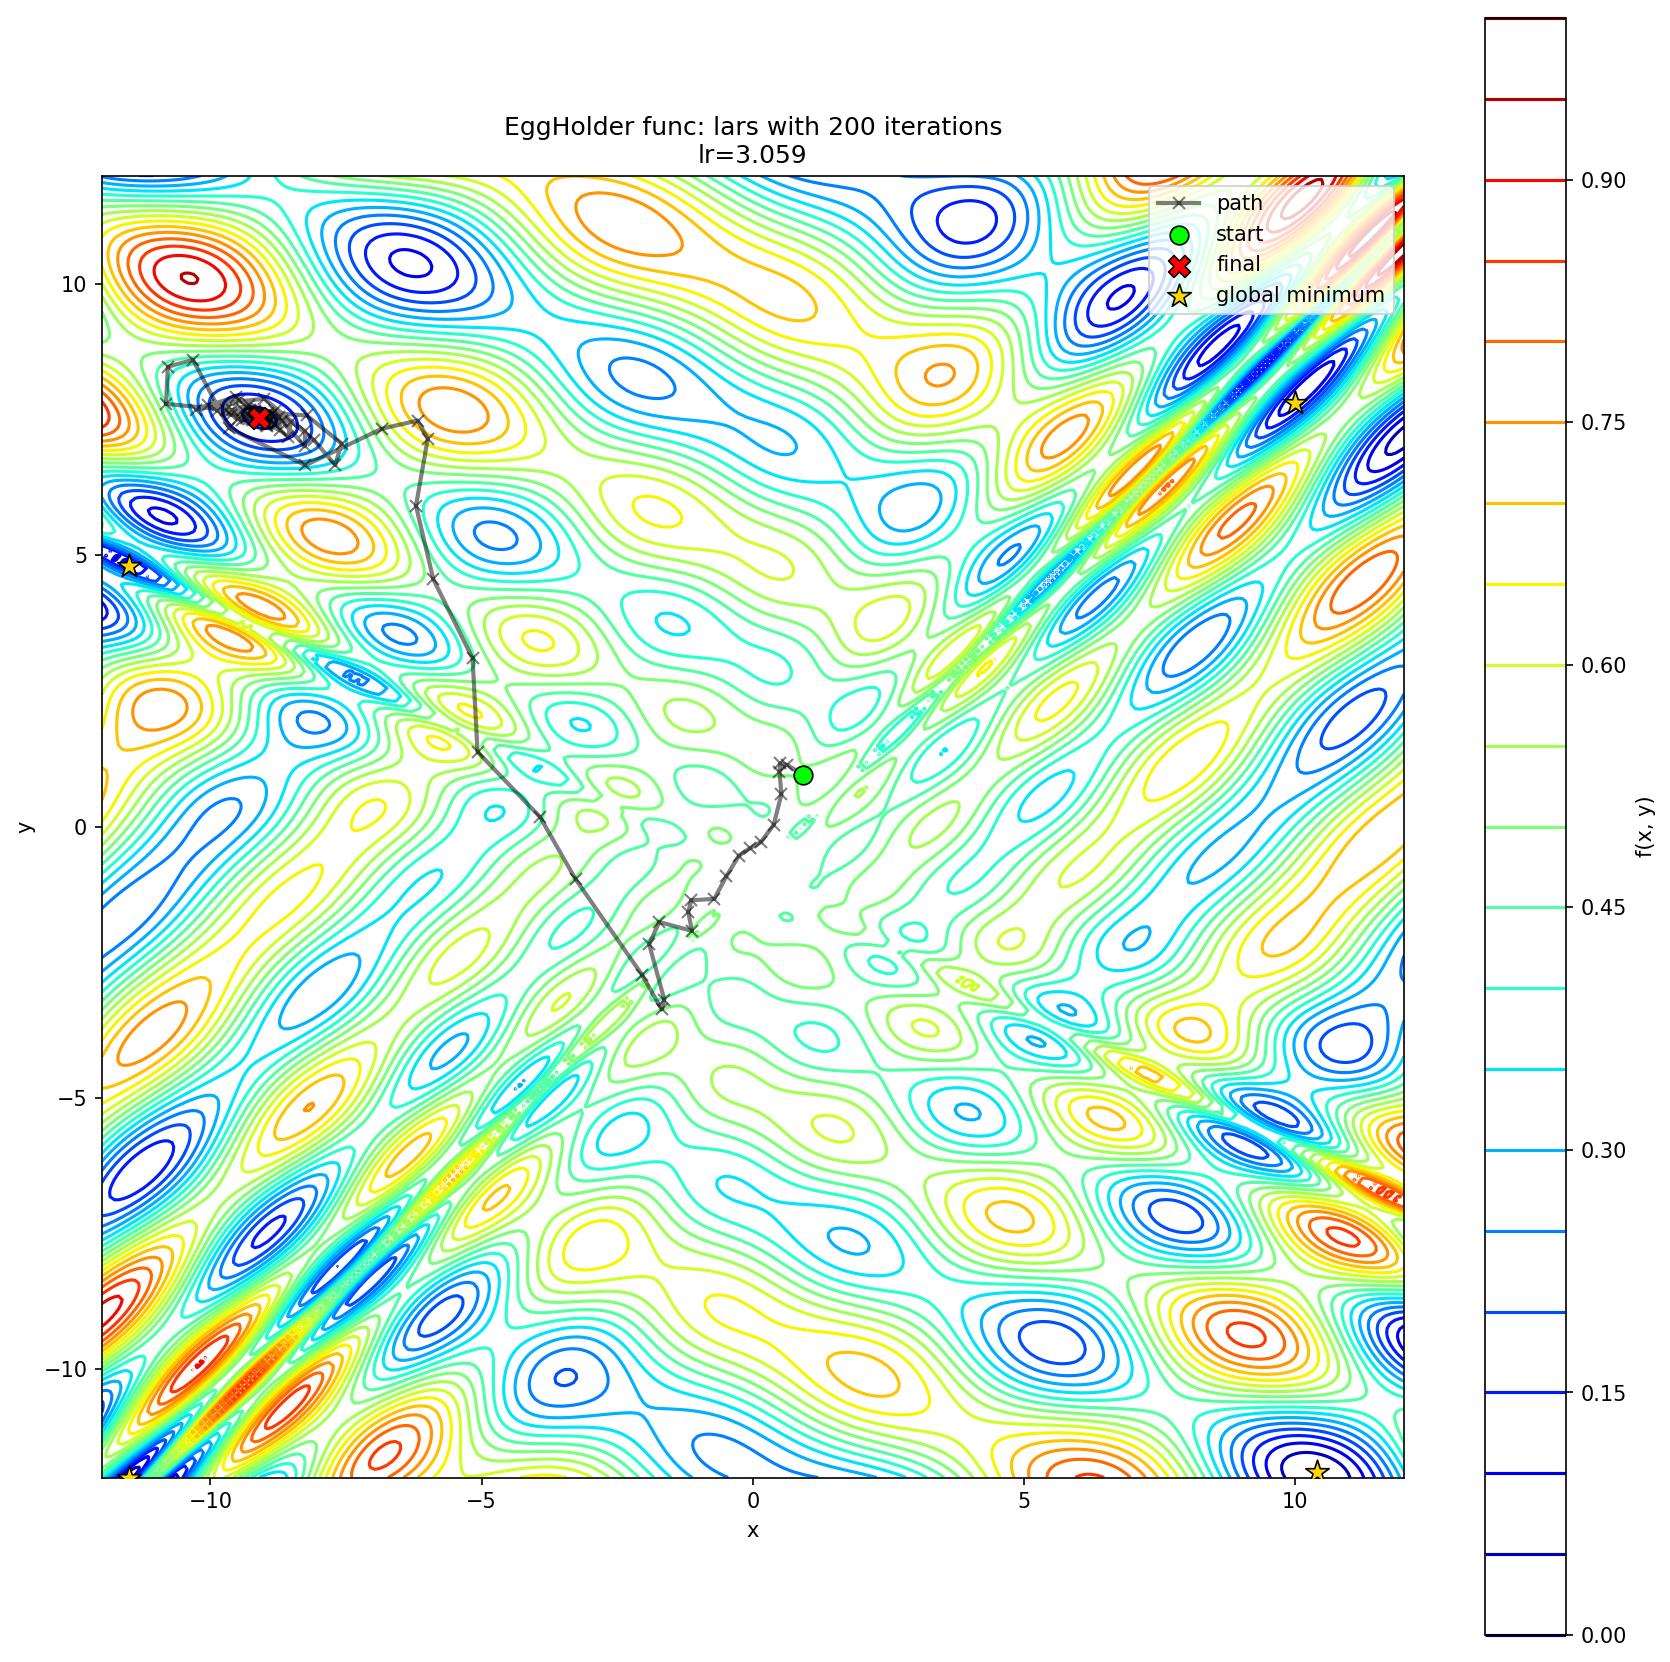 EggHolder func: lars with 200 iterations
lr=3.059
path
start
final
global minimum
10
5
0
−5
−10
y
−10
−5
0
5
10
x
0.90
0.75
0.60
0.45
0.30
0.15
0.00
f(x, y)